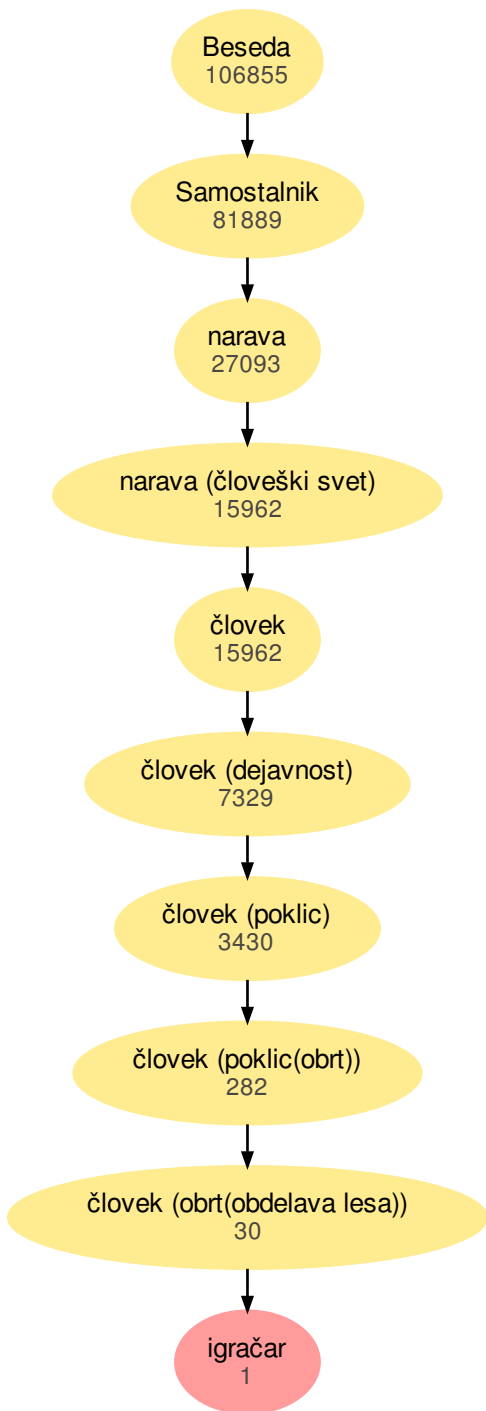 Beseda
106855
Samostalnik
81889
narava
27093
narava (človeški svet)
15962
človek
15962
človek (dejavnost)
7329
človek (poklic)
3430
človek (poklic(obrt))
282
človek (obrt(obdelava lesa))
30
igračar
1